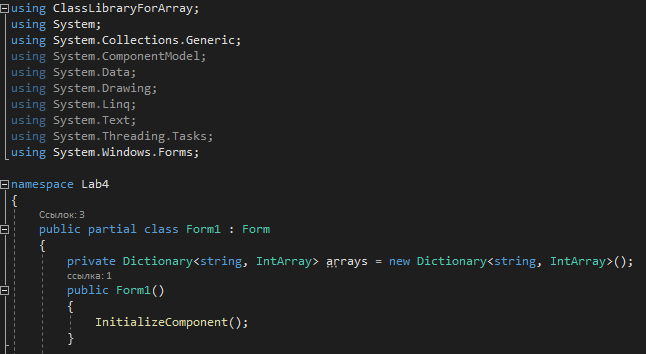 using ClassLibraryForArray;
using System;
using System.Collections.Generic;
using System.ComponentModel;
using System.Data;
using System.Drawing;
using System.Linq;
using System.Text;
using System.Threading.Tasks;
using System.Windows.Forms;
namespace Lab4
{
Ссылок: 3
public partial class Form1 : Form
{
private Dictionary<string, IntArray> arrays = new Dictionary<string, IntArray>();
ссылка: 1
public Form1()
{
InitializeComponent();
}